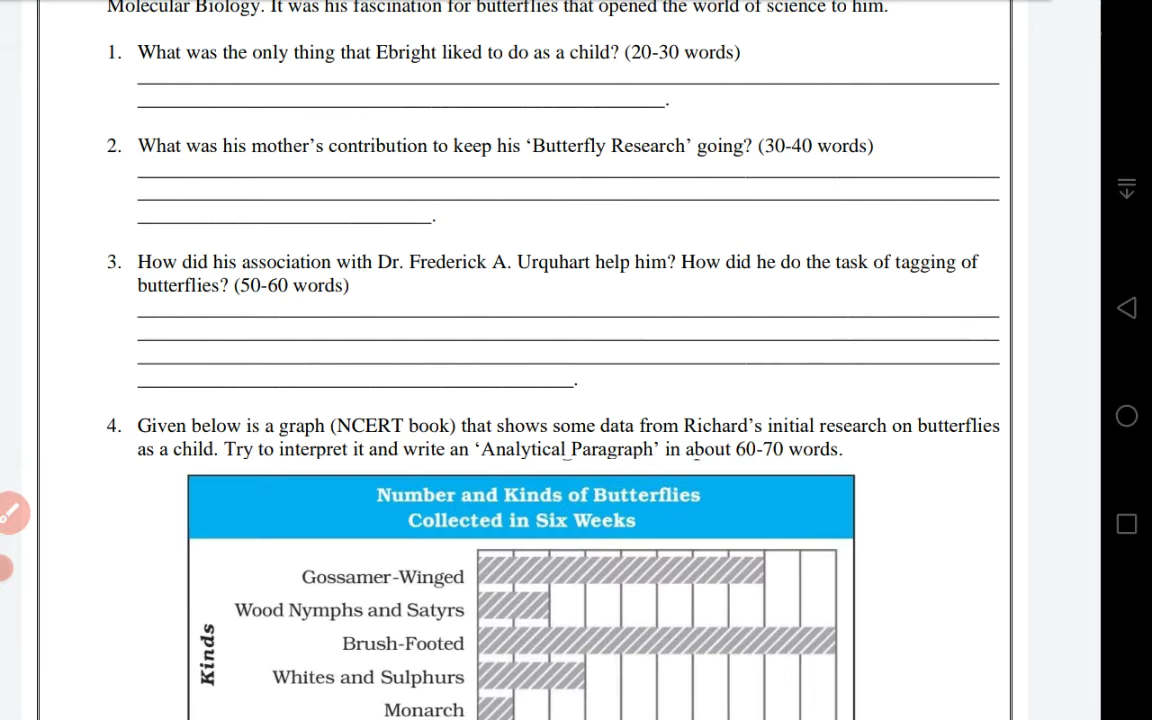 Molecular Biology. It was his fascination for butterflies that opened the world of science to him.
1. What was the only thing that Ebright liked to do as a child? (20-30 words)
2. What was his mother’s contribution to keep his ‘Butterfly Research’ going? (30-40 words)
3. How did his association with Dr. Frederick A. Urquhart help him? How did he do the task of tagging of
butterflies? (50-60 words)
4. Given below is a graph (NCERT book) that shows some data from Richard’s initial research on butterflies
as a child. Try to interpret it and write an ‘Analytical Paragraph’ in about 60-70 words.
Number and Kinds of Butterflies
Collected in Six Weeks
Kinds
Gossamer-Winged
Wood Nymphs and Satyrs
Brush-Footed
Whites and Sulphurs
Monarch